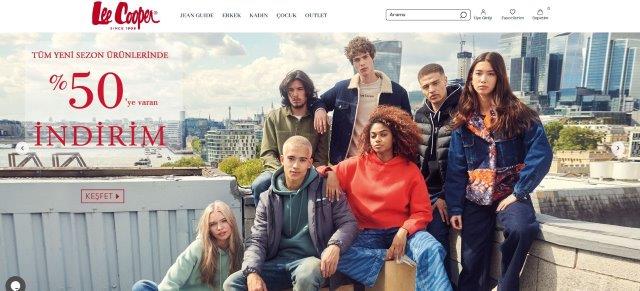 Lee Cooper®
SINCE 1908
JEAN GUIDE ERKEK KADIN ÇOCUK OUTLET
Arama
Üye Girişi Favorilerim Sepetim 0
TÜM YENİ SEZON ÜRÜNLERİNDE
%50 'ye varan
İNDİRİM
KEŞFET